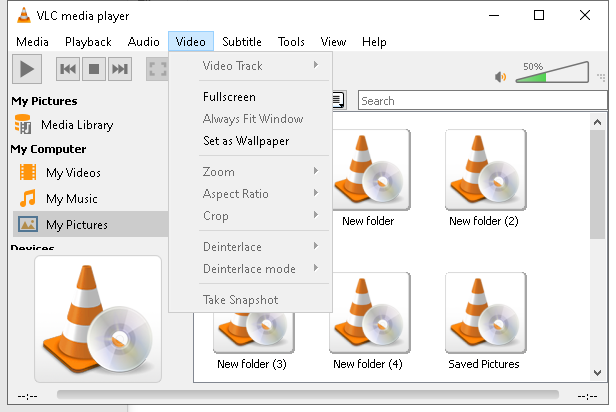 VLC media player
Media Playback Audio Video Subtitle Tools View Help
Video Track
Fullscreen
Always Fit Window
Set as Wallpaper
Zoom
Aspect Ratio
Crop
Deinterlace
Deinterlace mode
Take Snapshot
50%
Search
My Pictures
Media Library
My Computer
My Videos
My Music
My Pictures
Devices
New folder
New folder (2)
New folder (3)
New folder (4)
Saved Pictures
--:--
--:--